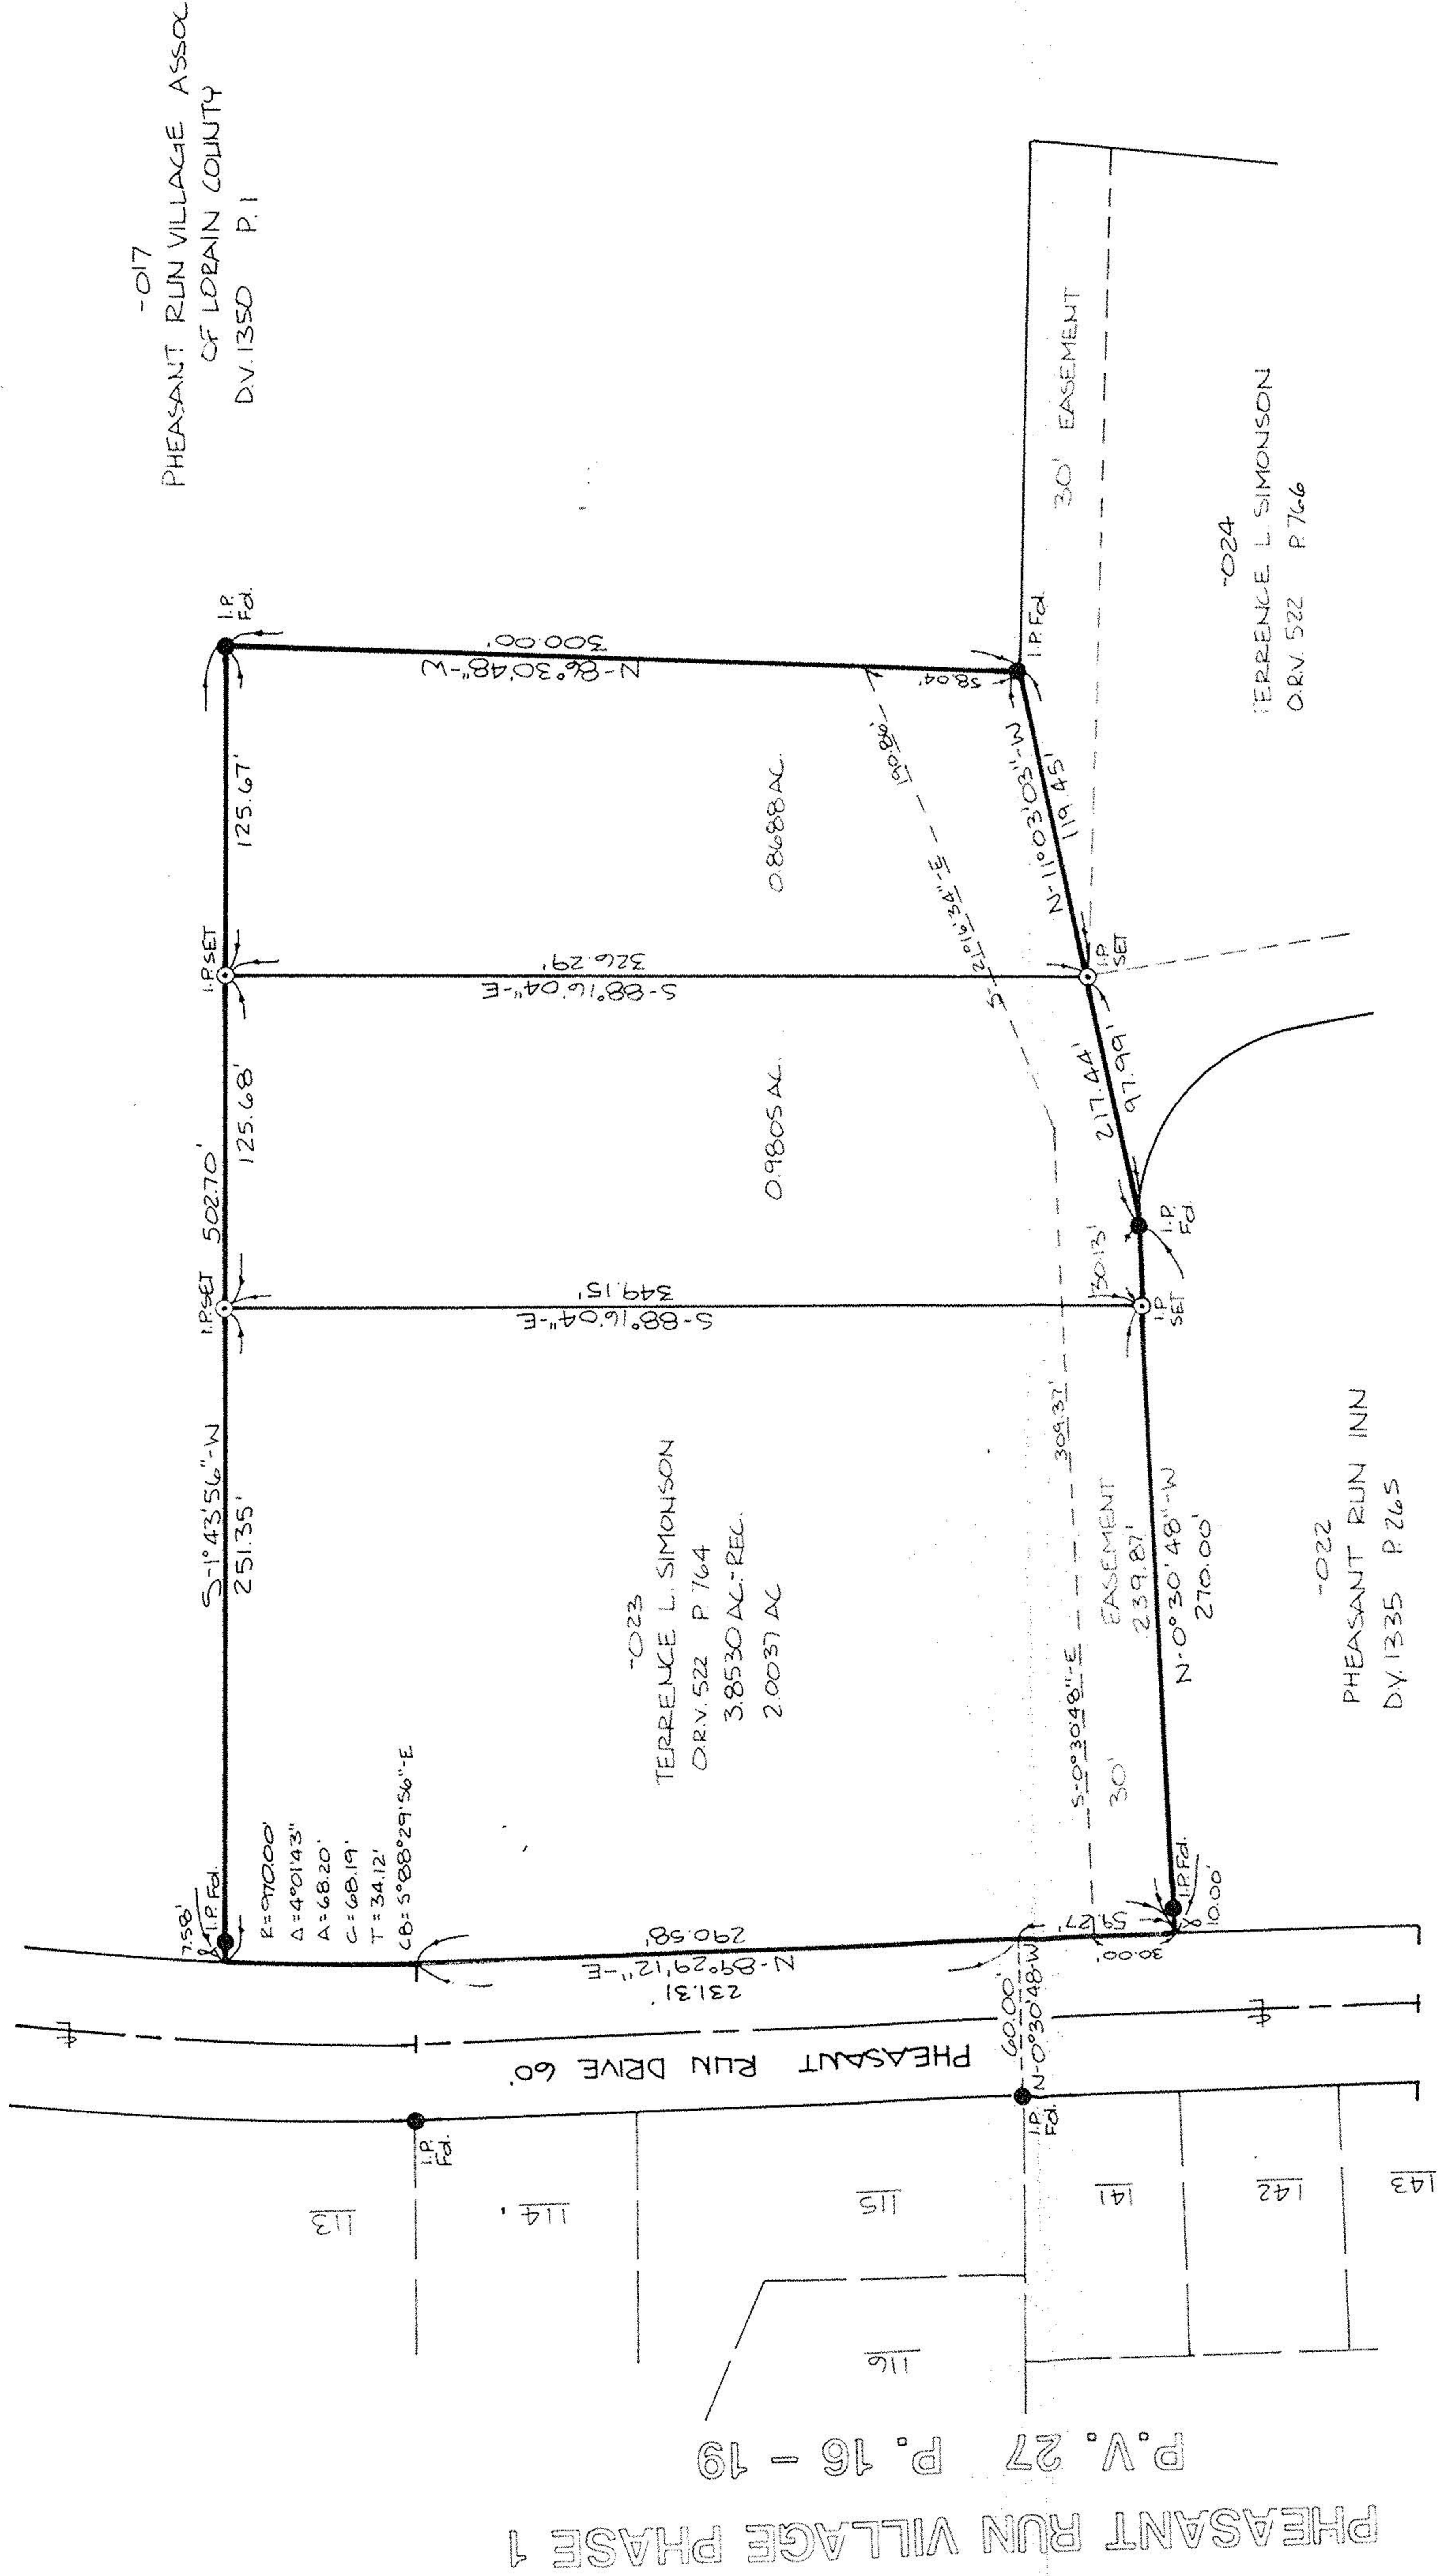 -017
PHEASANT RUN VILLAGE ASSOC
OF LORAIN COUNTY
D.V. 1350 P. 1
I.P.
Fd.
N-86°30'48"-W
300.00'
58.04'
I.P. Fd.
30' EASEMENT
-024
TERRENCE L. SIMONSON
O.R.V. 522 P. 766
125.67'
0.8688 AC.
190.86'
S-21°16'34"-E
N-11°03'03"-W
119.45'
I.P. SET
S-88°16'04"-E
326.29'
I.P.
SET
S-1°43'56"-W 502.70'
125.68'
0.9805 AC.
217.44'
97.99'
I.P.
Fd.
30.13'
I.P. SET
S-88°16'04"-E
349.15'
I.P.
SET
251.35'
-023
TERRENCE L. SIMONSON
O.R.V. 522 P. 764
3.8530 AC.-REC.
2.0037 AC
309.37'
S-0°30'48"-E
30' EASEMENT
239.87'
N-0°30'48"-W
270.00'
-022
PHEASANT RUN INN
D.V. 1335 P. 265
7.58'
I.P. Fd.
R=970.00'
Δ=4°01'43"
A=68.20'
C=68.19'
T=34.12'
CB=S°88°29'56"-E
290.58'
N-89°29'12"-E
231.31'
59.27'
30.00'
I.P. Fd.
10.00'
60.00'
N-0°30'48-W
PHEASANT RUN DRIVE 60'
I.P.
Fd.
I.P.
Fd.
113
114
115
116
141
142
143
P.V. 27 P. 16 - 19
PHEASANT RUN VILLAGE PHASE 1